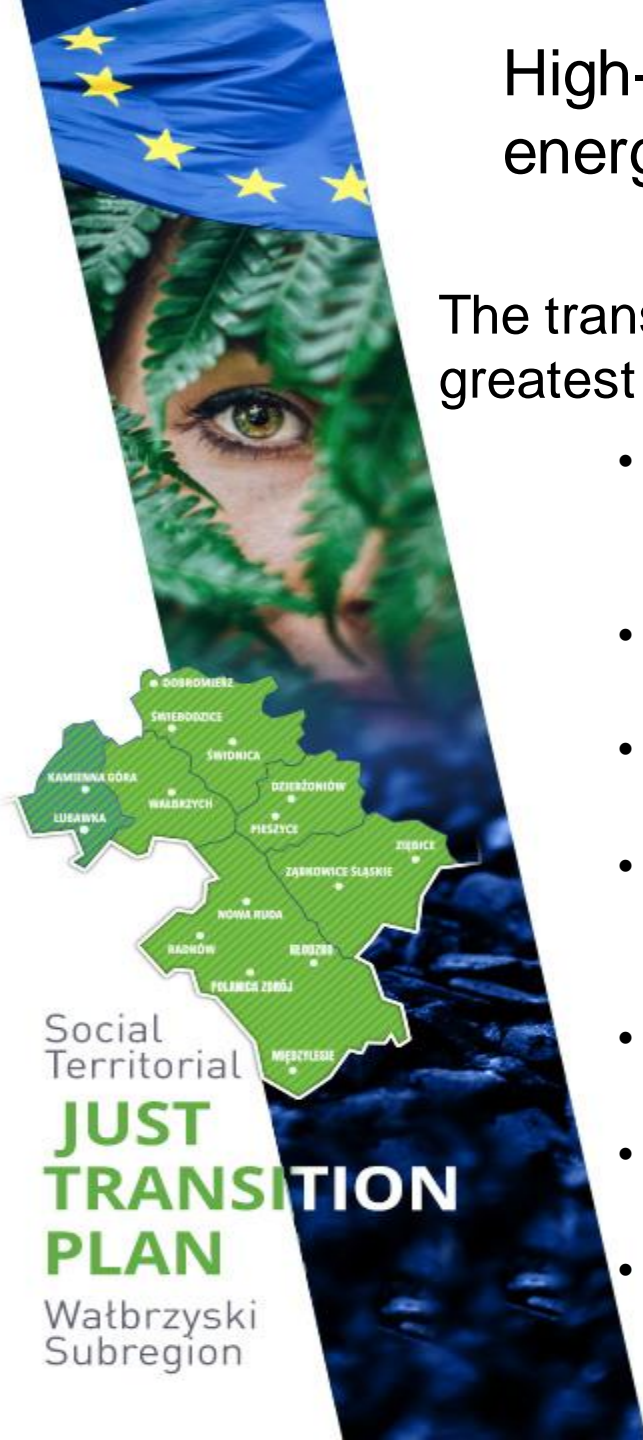 High-
energ
The trans
greatest
•
•
•
•
•
•
•
DOBROMIERZ
ŚWIEBODZICE
ŚWIDNICA
KAMIENNA GÓRA
DZIERŻONIÓW
WAŁBRZYCH
LUBAWKA
PIESZYCE
ZIĘBICE
ZĄBKOWICE ŚLĄSKIE
NOWA RUDA
RADKÓW
KŁODZKO
POLANICA ZDRÓJ
MIĘDZYLESIE
Social
Territorial
JUST
TRANSITION
PLAN
Wałbrzyski
Subregion